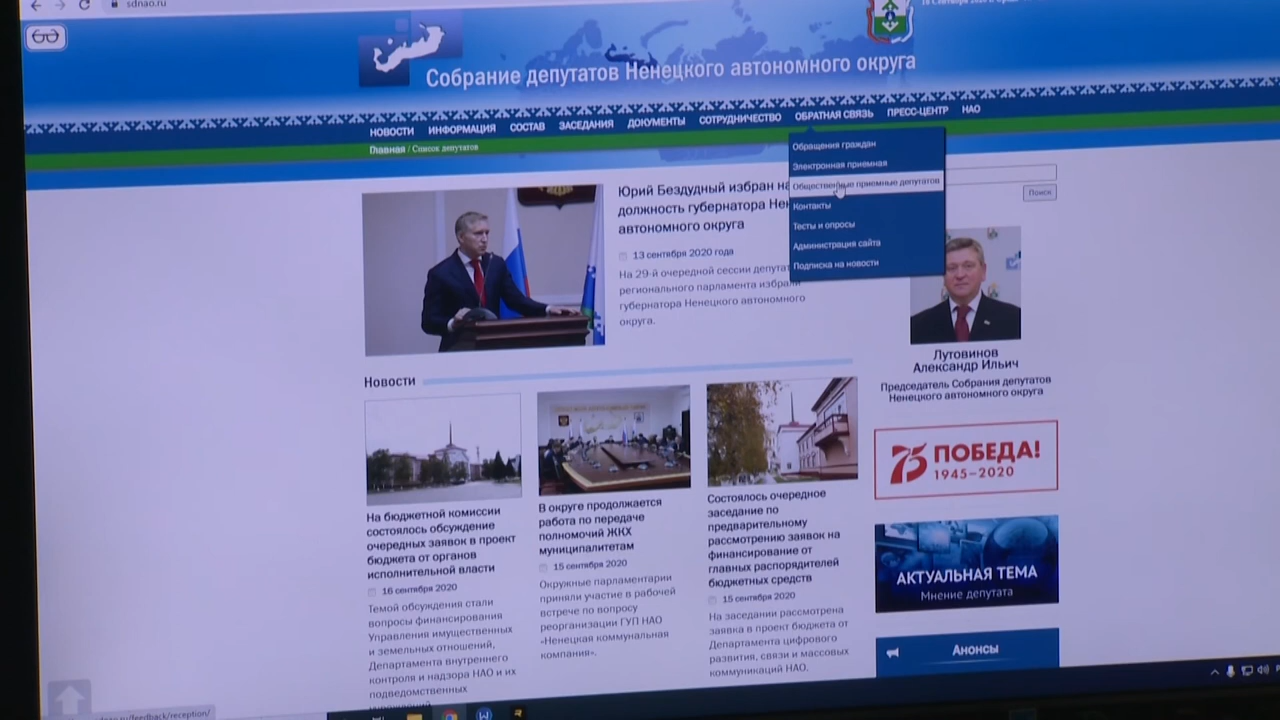 sdnao.ru
Собрание депутатов Ненецкого автономного округа
НОВОСТИ ИНФОРМАЦИЯ СОСТАВ ЗАСЕДАНИЯ ДОКУМЕНТЫ СОТРУДНИЧЕСТВО ОБРАТНАЯ СВЯЗЬ ПРЕСС-ЦЕНТР НАО
Главная / Список депутатов
Обращения граждан
Электронная приемная
Общественные приемные депутатов
Контакты
Тесты и опросы
Администрация сайта
Подписка на новости
Поиск
Юрий Бездудный избран на
должность губернатора Нен
автономного округа
13 сентября 2020 года
На 29-й очередной сессии депутат
регионального парламента избрали
губернатора Ненецкого автономного
округа.
Лутовинов
Александр Ильич
Председатель Собрания депутатов
Ненецкого автономного округа
Новости
На бюджетной комиссии
состоялось обсуждение
очередных заявок в проект
бюджета от органов
исполнительной власти
16 сентября 2020
Темой обсуждения стали
вопросы финансирования
Управления имущественных
и земельных отношений,
Департамента внутреннего
контроля и надзора НАО и их
подведомственных
учреждений
В округе продолжается
работа по передаче
полномочий ЖКХ
муниципалитетам
15 сентября 2020
Окружные парламентарии
приняли участие в рабочей
встрече по вопросу
реорганизации ГУП НАО
«Ненецкая коммунальная
компания».
Состоялось очередное
заседание по
предварительному
рассмотрению заявок на
финансирование от
главных распорядителей
бюджетных средств
15 сентября 2020
На заседании рассмотрена
заявка в проект бюджета от
Департамента цифрового
развития, связи и массовых
коммуникаций НАО.
75 ПОБЕДА!
1945–2020
АКТУАЛЬНАЯ ТЕМА
Мнение депутата
Анонсы
/feedback/reception/